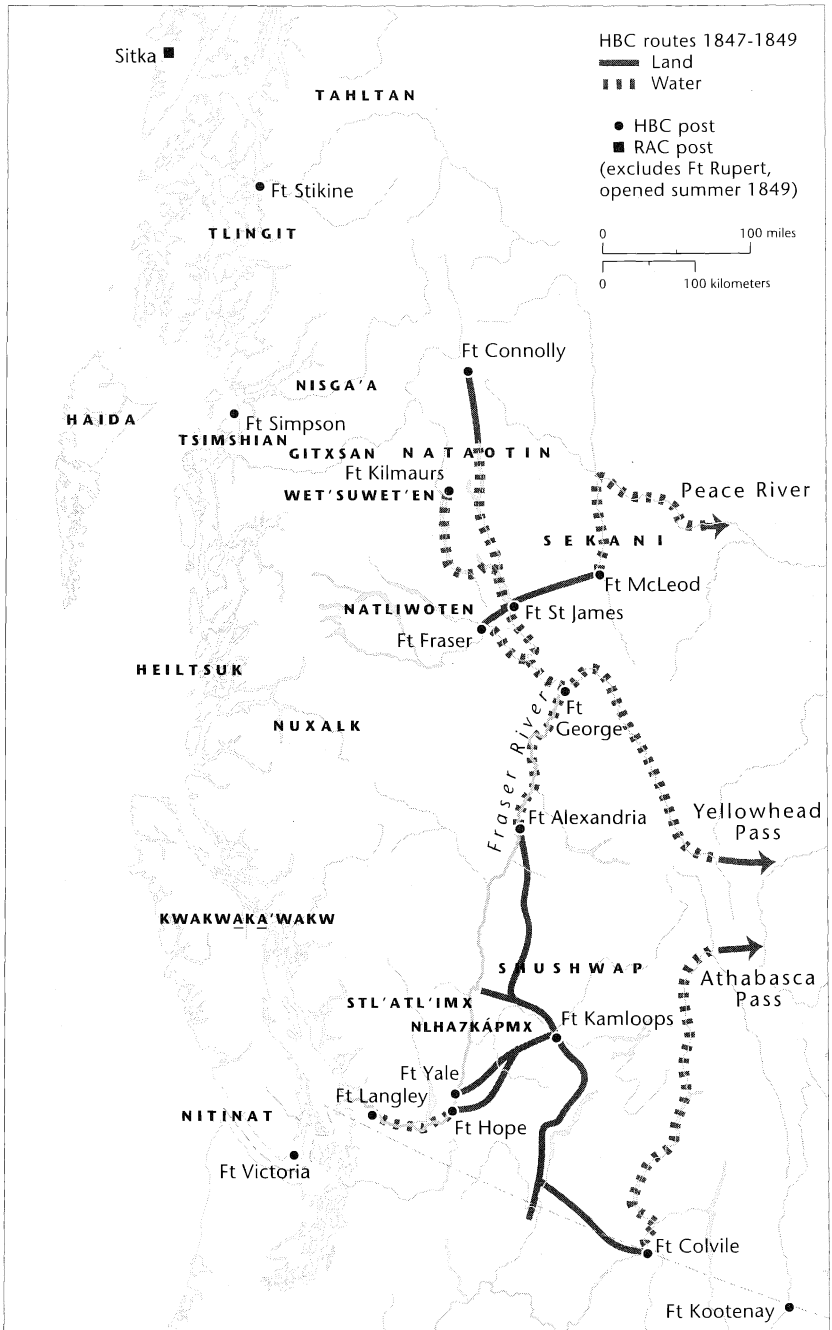 Sitka
HBC routes 1847-1849
Land
Water
HBC post
RAC post
(excludes Ft Rupert,
opened summer 1849)
0 100 miles
0 100 kilometers
TAHLTAN
Ft Stikine
TLINGIT
Ft Connolly
NISGA'A
HAIDA
Ft Simpson
TSIMSHIAN
GITXSAN
NATAOTIN
Ft Kilmaurs
WET'SUWET'EN
Peace River
SEKANI
Ft McLeod
NATLIWOTEN
Ft St James
Ft Fraser
HEILTSUK
Ft
George
NUXALK
Fraser River
Ft Alexandria
Yellowhead
Pass
KWAKWA̲KA̲'WAKW
SHUSHWAP
Athabasca
Pass
STL'ATL'IMX
NLHA7KÁPMX
Ft Kamloops
Ft Yale
Ft Langley
NITINAT
Ft Hope
Ft Victoria
Ft Colvile
Ft Kootenay